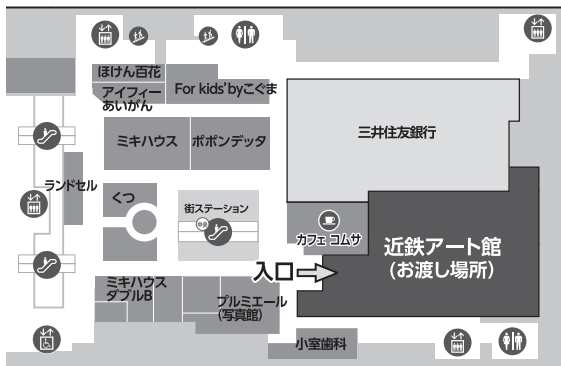 ほけん百花
アイフィー
あいがん
For kids'byこぐま
ミキハウス
ポポンデッタ
三井住友銀行
ランドセル
くつ
街ステーション
中央
カフェ コムサ
近鉄アート館
(お渡し場所)
入口
ミキハウス
ダブルB
プルミエール
(写真館)
小室歯科